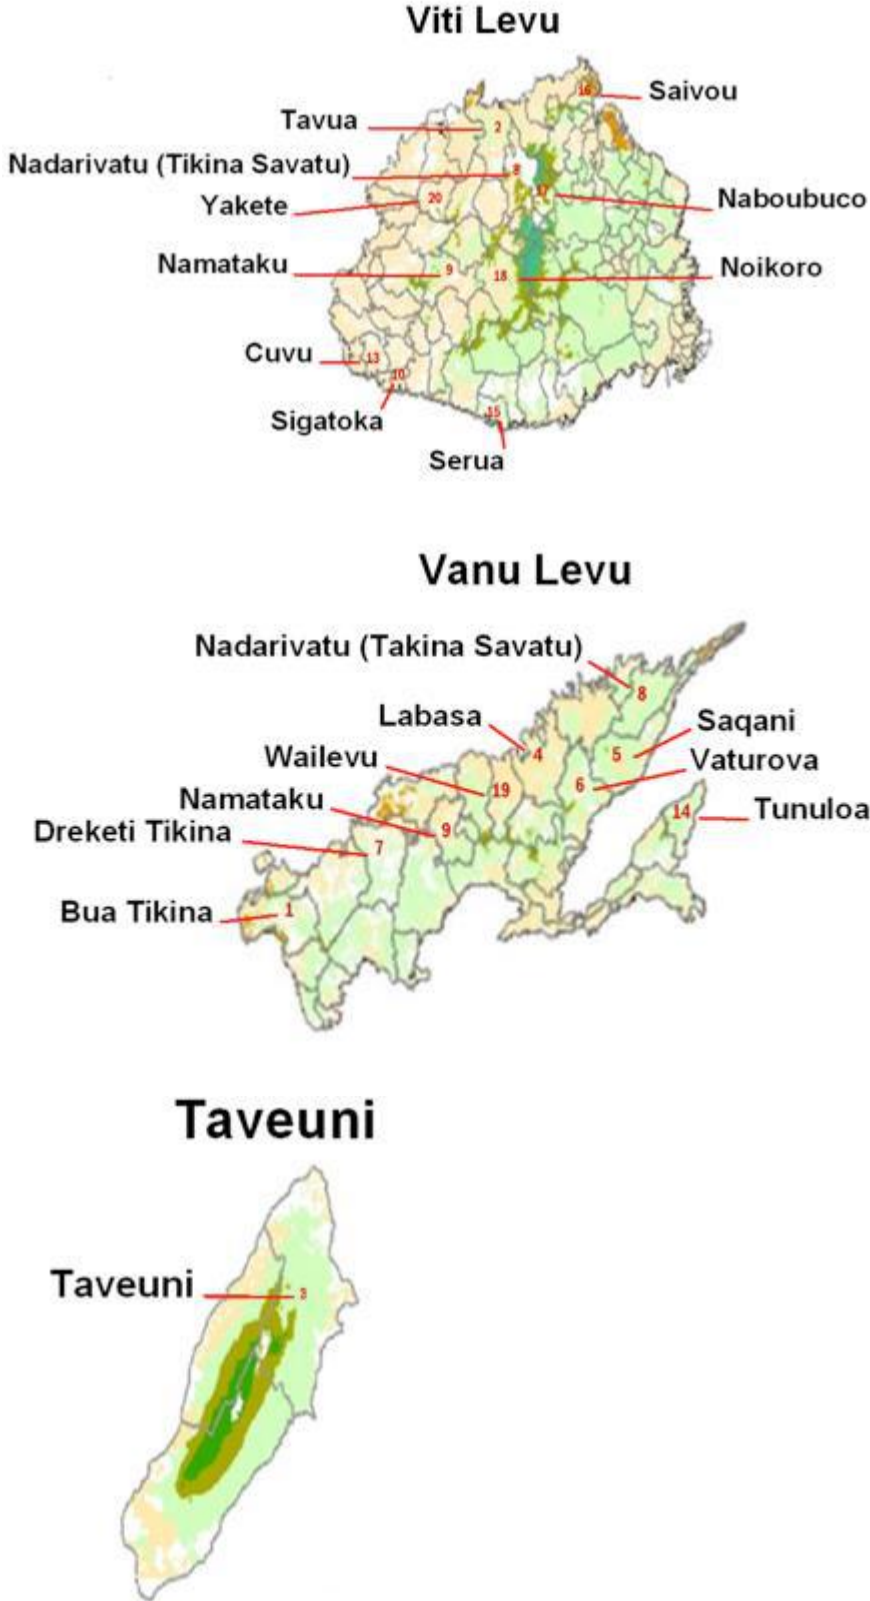 Viti Levu
16
Saivou
Tavua
2
Nadarivatu (Tikina Savatu)
8
17
Yakete
20
Naboubuco
Namataku
9
18
Noikoro
Cuvu
13
10
Sigatoka
15
Serua
Vanu Levu
Nadarivatu (Takina Savatu)
8
Labasa
4
5
Saqani
Wailevu
19
6
Vaturova
Namataku
9
14
Tunuloa
Dreketi Tikina
7
Bua Tikina
1
Taveuni
Taveuni
3